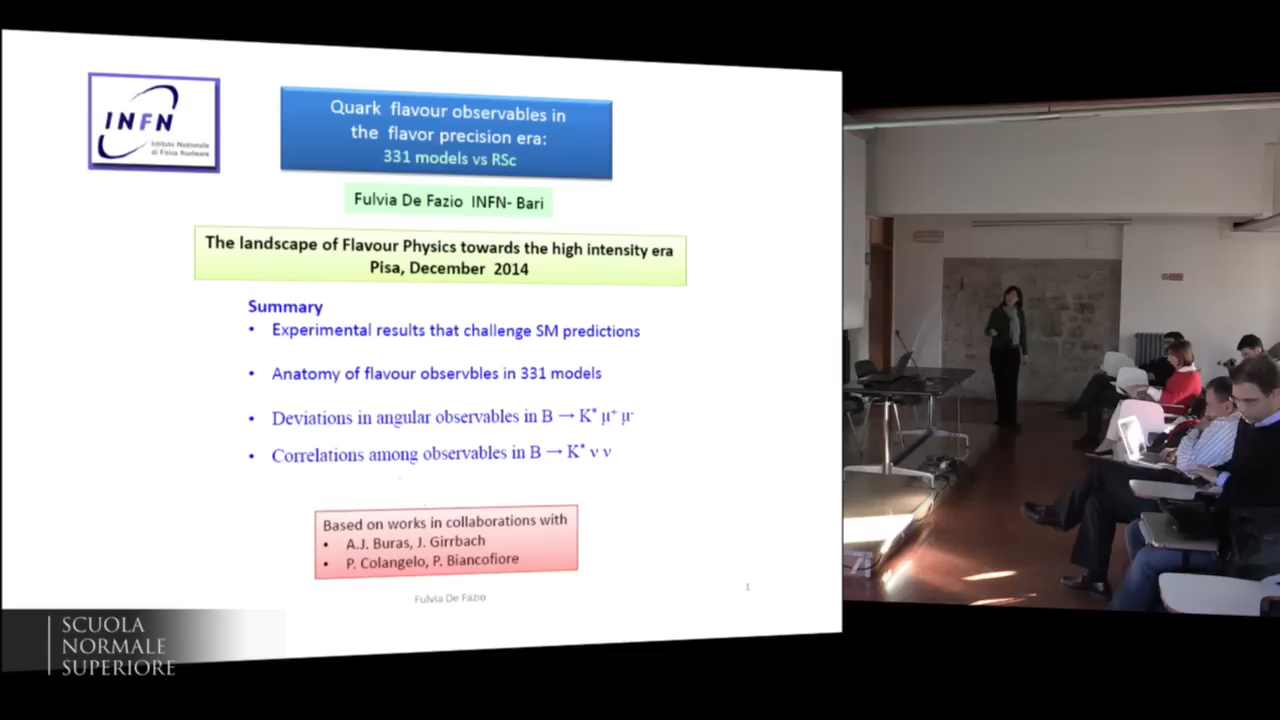 INFN
Istituto Nazionale
di Fisica Nucleare
Quark flavour observables in
the flavor precision era:
331 models vs RSc
Fulvia De Fazio INFN- Bari
The landscape of Flavour Physics towards the high intensity era
Pisa, December 2014
Summary
• Experimental results that challenge SM predictions
• Anatomy of flavour observbles in 331 models
• Deviations in angular observables in B → K* μ+ μ-
• Correlations among observables in B → K* ν ν
Based on works in collaborations with
• A.J. Buras, J. Girrbach
• P. Colangelo, P. Biancofiore
Fulvia De Fazio
1
SCUOLA
NORMALE
SUPERIORE